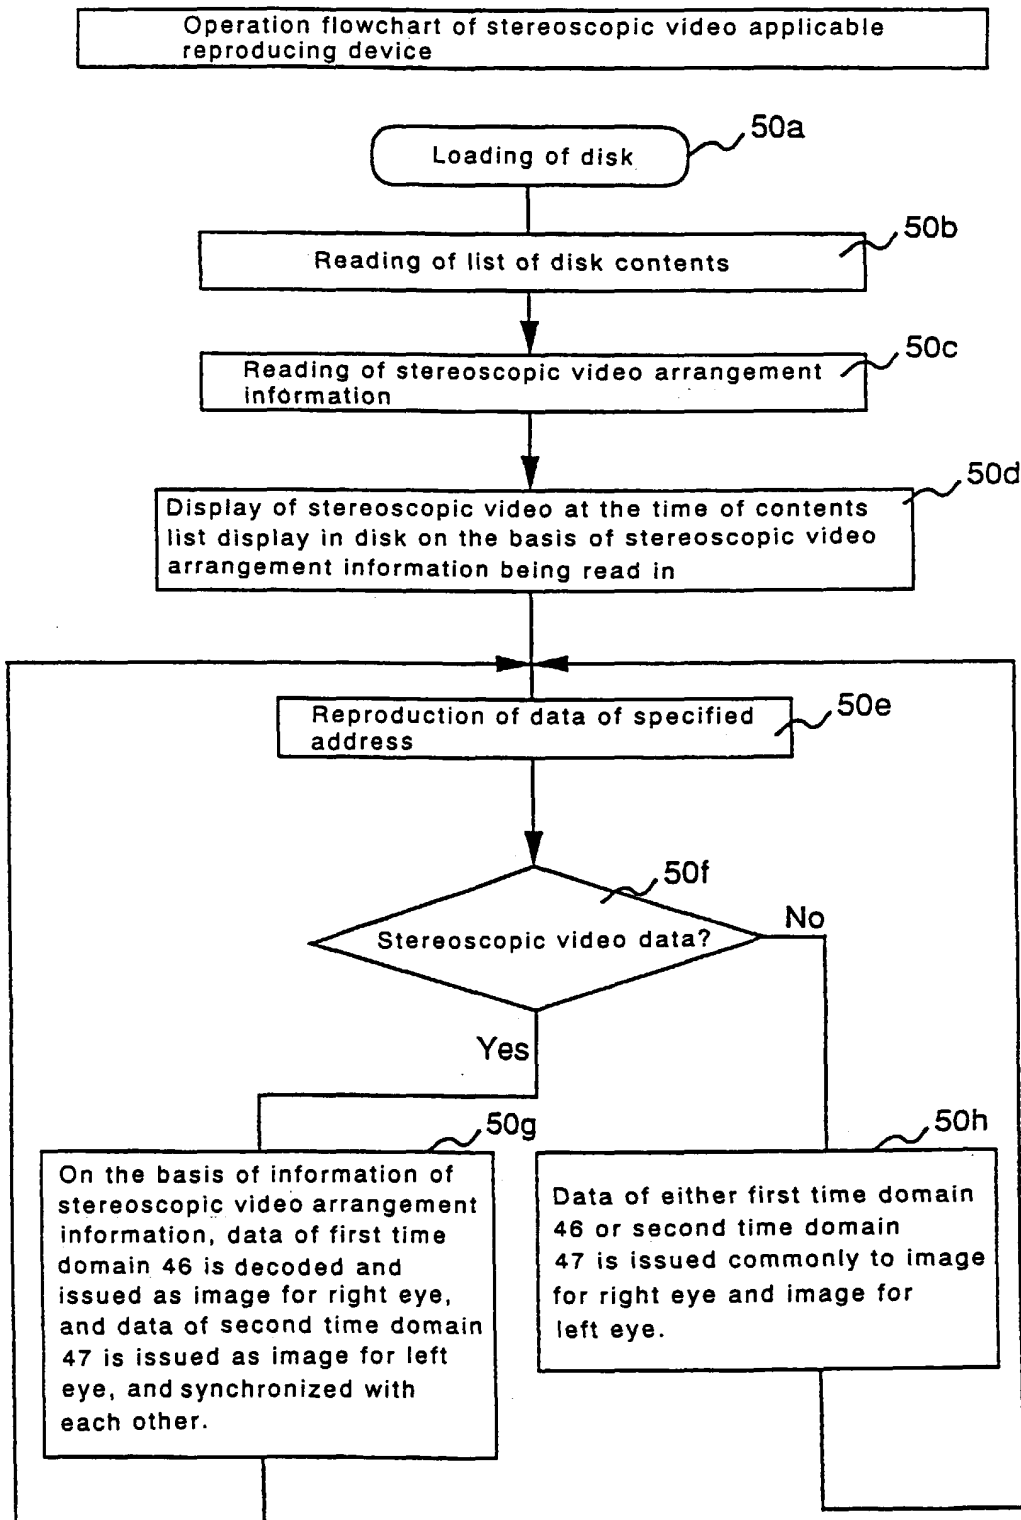 Operation flowchart of stereoscopic video applicable
reproducing device
50a
Loading of disk
50b
Reading of list of disk contents
50c
Reading of stereoscopic video arrangement
information
50d
Display of stereoscopic video at the time of contents
list display in disk on the basis of stereoscopic video
arrangement information being read in
50e
Reproduction of data of specified
address
50f
Stereoscopic video data?
No
Yes
50g
On the basis of information of
stereoscopic video arrangement
information, data of first time
domain 46 is decoded and
issued as image for right eye,
and data of second time domain
47 is issued as image for left
eye, and synchronized with
each other.
50h
Data of either first time domain
46 or second time domain
47 is issued commonly to image
for right eye and image for
left eye.